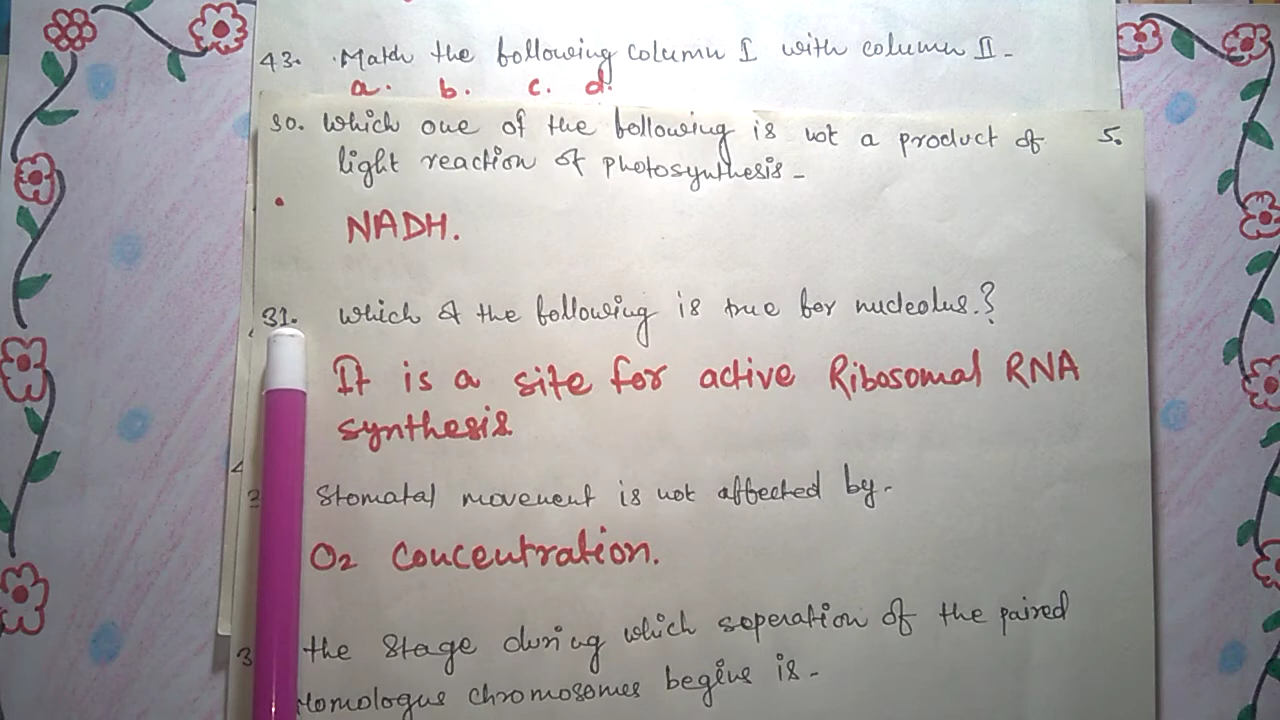 43. Match the following column I with column II -
a. b. c. d.
30. Which one of the following is not a product of
light reaction of photosynthesis -
NADH.
5.
31. which of the following is true for nucleolus.?
It is a site for active Ribosomal RNA
synthesis
Stomatal movement is not affected by -
O2 Concentration.
3 the stage during which seperation of the paired
Homologus chromosomes begins is -